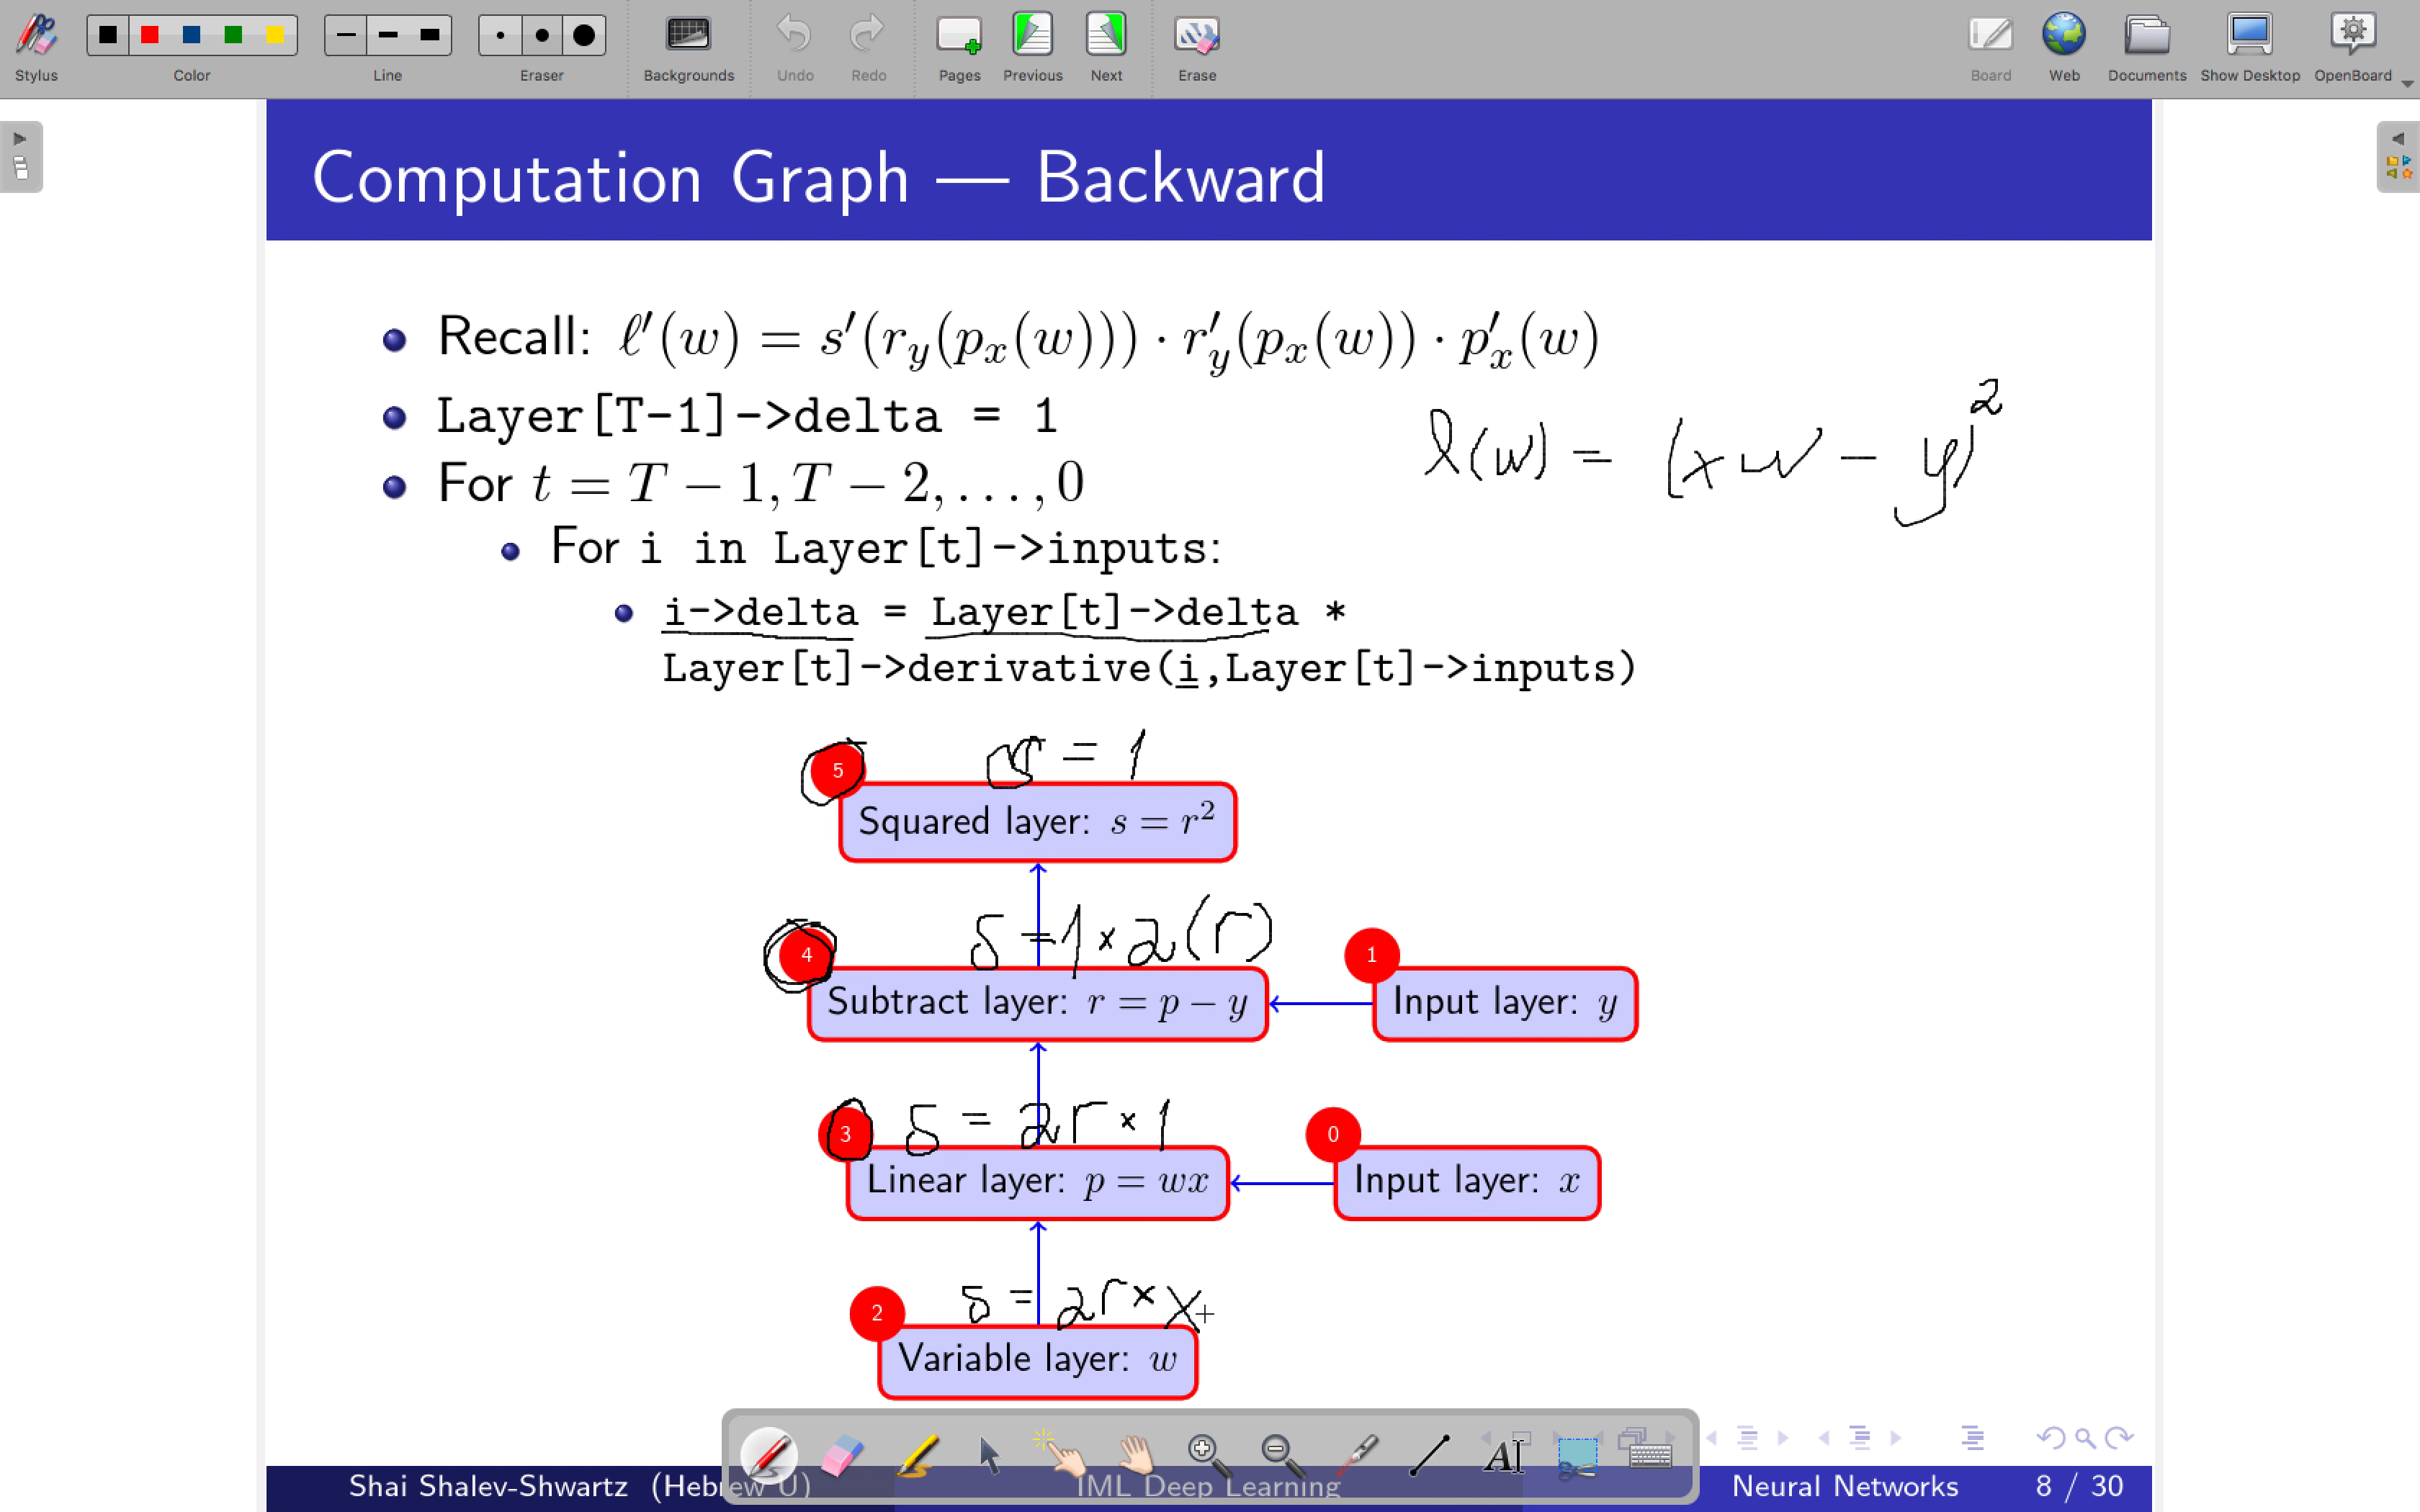 Stylus Color Line Eraser Backgrounds Undo Redo Pages Previous Next Erase Board Web Documents Show Desktop OpenBoard
Computation Graph — Backward
Recall: ℓ′(w) = s′(r_y(p_x(w))) · r′_y(p_x(w)) · p′_x(w)
Layer[T-1]->delta = 1
ℓ(w) = (xw − y)²
For t = T − 1, T − 2, . . . , 0
For i in Layer[t]->inputs:
i->delta = Layer[t]->delta *
Layer[t]->derivative(i,Layer[t]->inputs)
δ = 1
5
Squared layer: s = r²
δ = 1 × 2(r)
4
1
Subtract layer: r = p − y
Input layer: y
δ = 2r × 1
3
0
Linear layer: p = wx
Input layer: x
δ = 2r × x
2
Variable layer: w
Shai Shalev-Shwartz (Hebrew U) IML Deep Learning Neural Networks 8 / 30